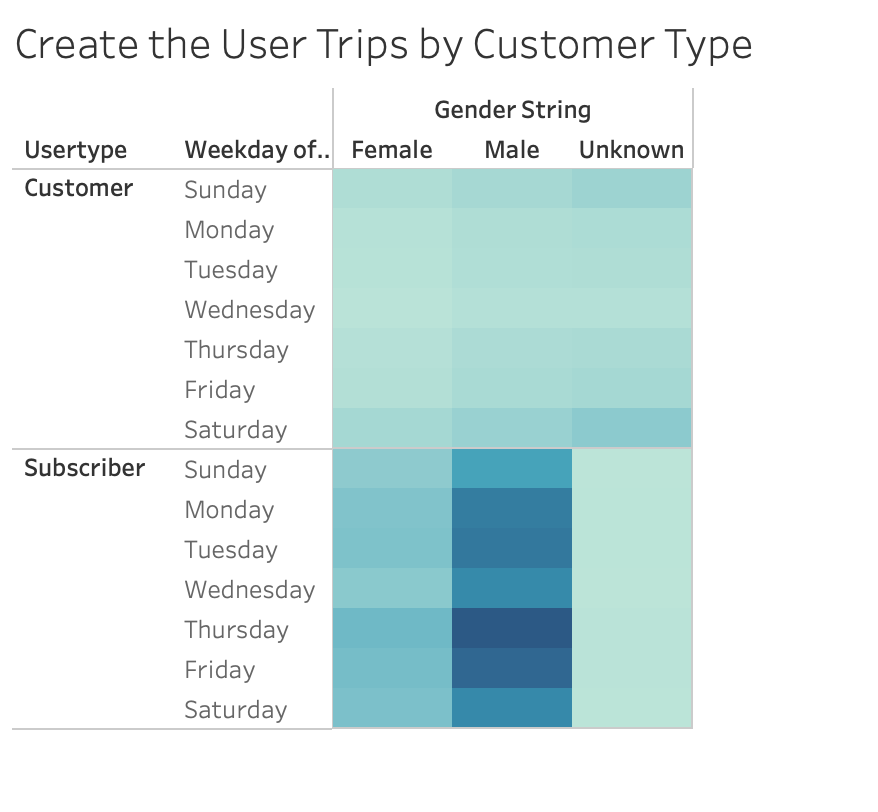 Create the User Trips by Customer Type
Gender String
Usertype Weekday of.. Female Male Unknown
Customer Sunday
Monday
Tuesday
Wednesday
Thursday
Friday
Saturday
Subscriber Sunday
Monday
Tuesday
Wednesday
Thursday
Friday
Saturday